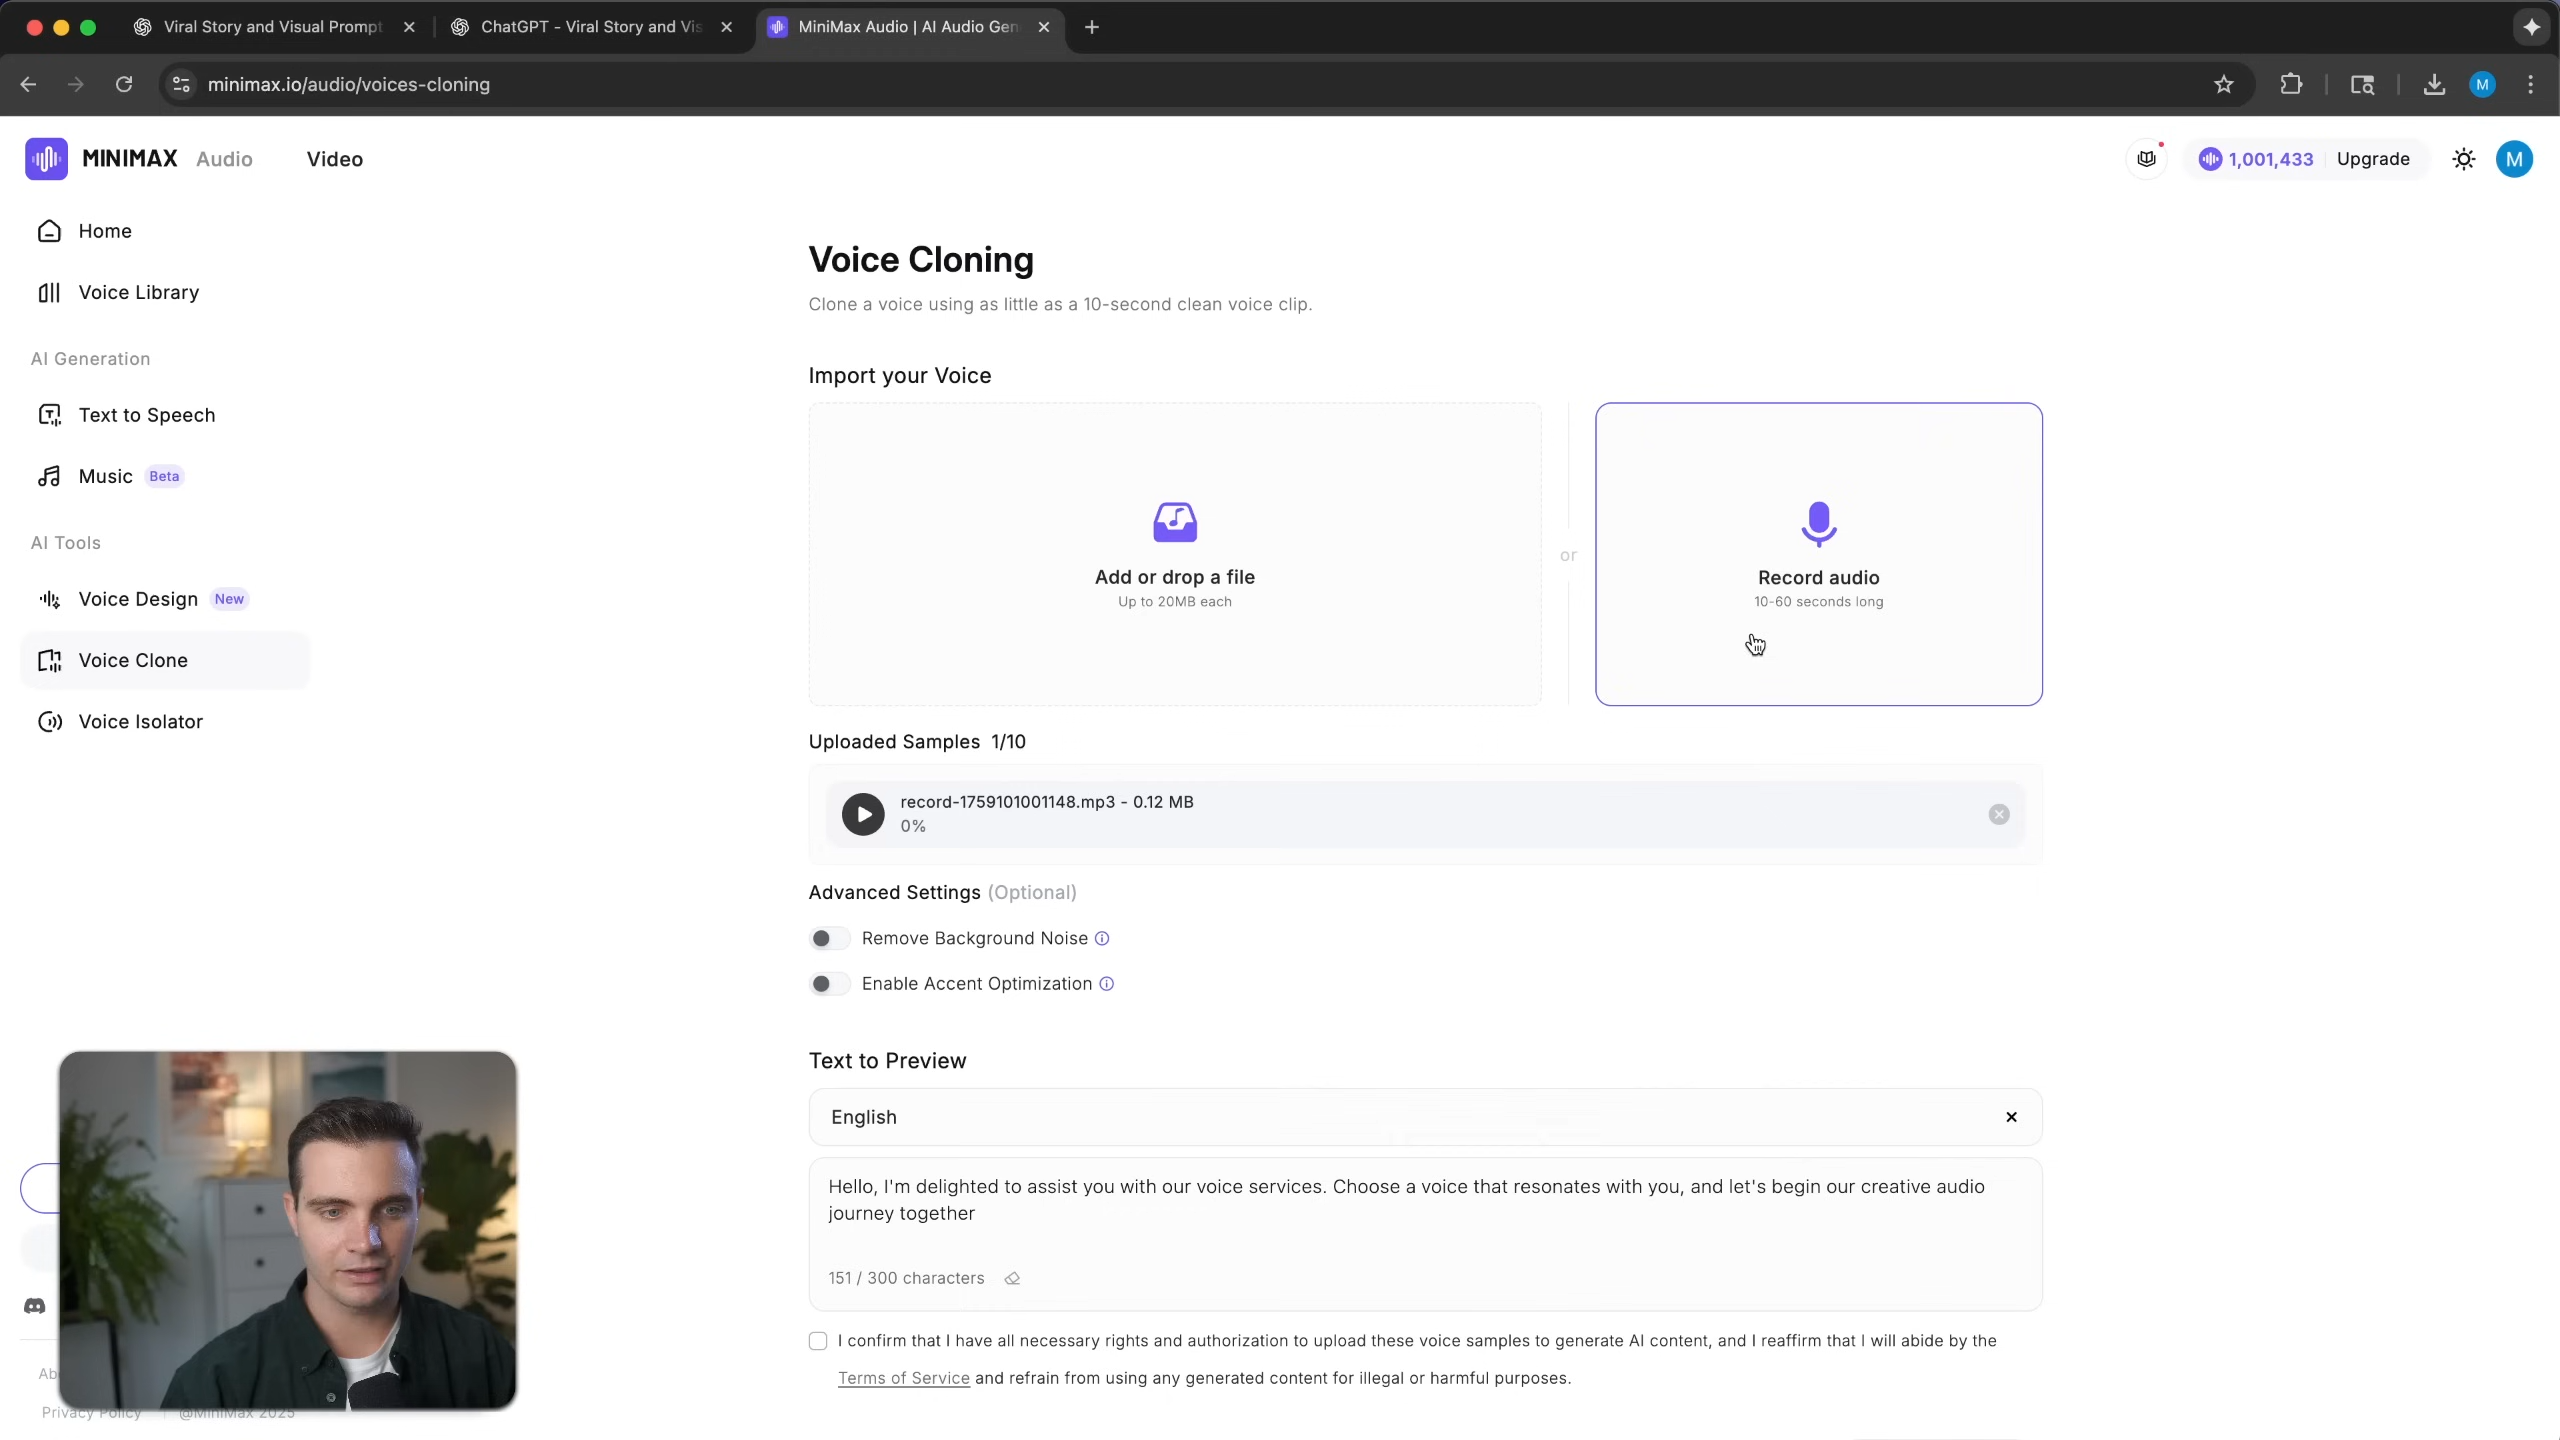 Viral Story and Visual Prompt
ChatGPT - Viral Story and Vis
MiniMax Audio | AI Audio Gen
minimax.io/audio/voices-cloning
M
MINIMAX Audio
Video
1,001,433
Upgrade
M
Home
Voice Library
AI Generation
Text to Speech
Music Beta
AI Tools
Voice Design New
Voice Clone
Voice Isolator
Voice Cloning
Clone a voice using as little as a 10-second clean voice clip.
Import your Voice
Add or drop a file
Up to 20MB each
or
Record audio
10-60 seconds long
Uploaded Samples 1/10
record-1759101001148.mp3 - 0.12 MB
0%
Advanced Settings (Optional)
Remove Background Noise
Enable Accent Optimization
Text to Preview
English
Hello, I'm delighted to assist you with our voice services. Choose a voice that resonates with you, and let's begin our creative audio
journey together
151 / 300 characters
I confirm that I have all necessary rights and authorization to upload these voice samples to generate AI content, and I reaffirm that I will abide by the
Terms of Service and refrain from using any generated content for illegal or harmful purposes.
Privacy Policy
@MiniMax 2025